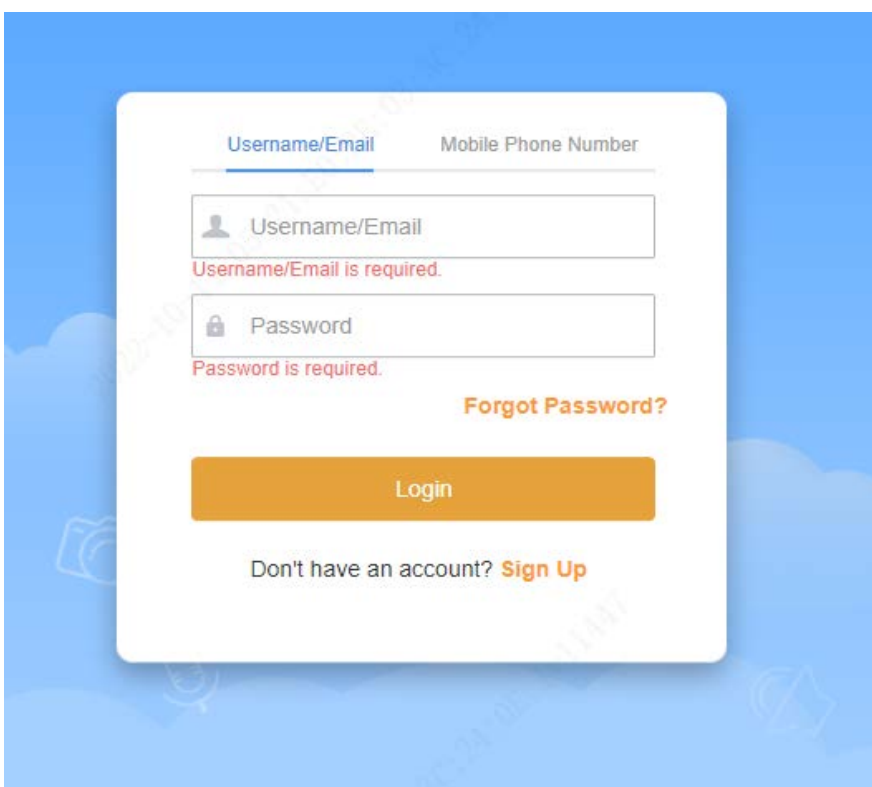 Username/Email Mobile Phone Number
Username/Email
Username/Email is required.
Password
Password is required.
Forgot Password?
Login
Don't have an account? Sign Up